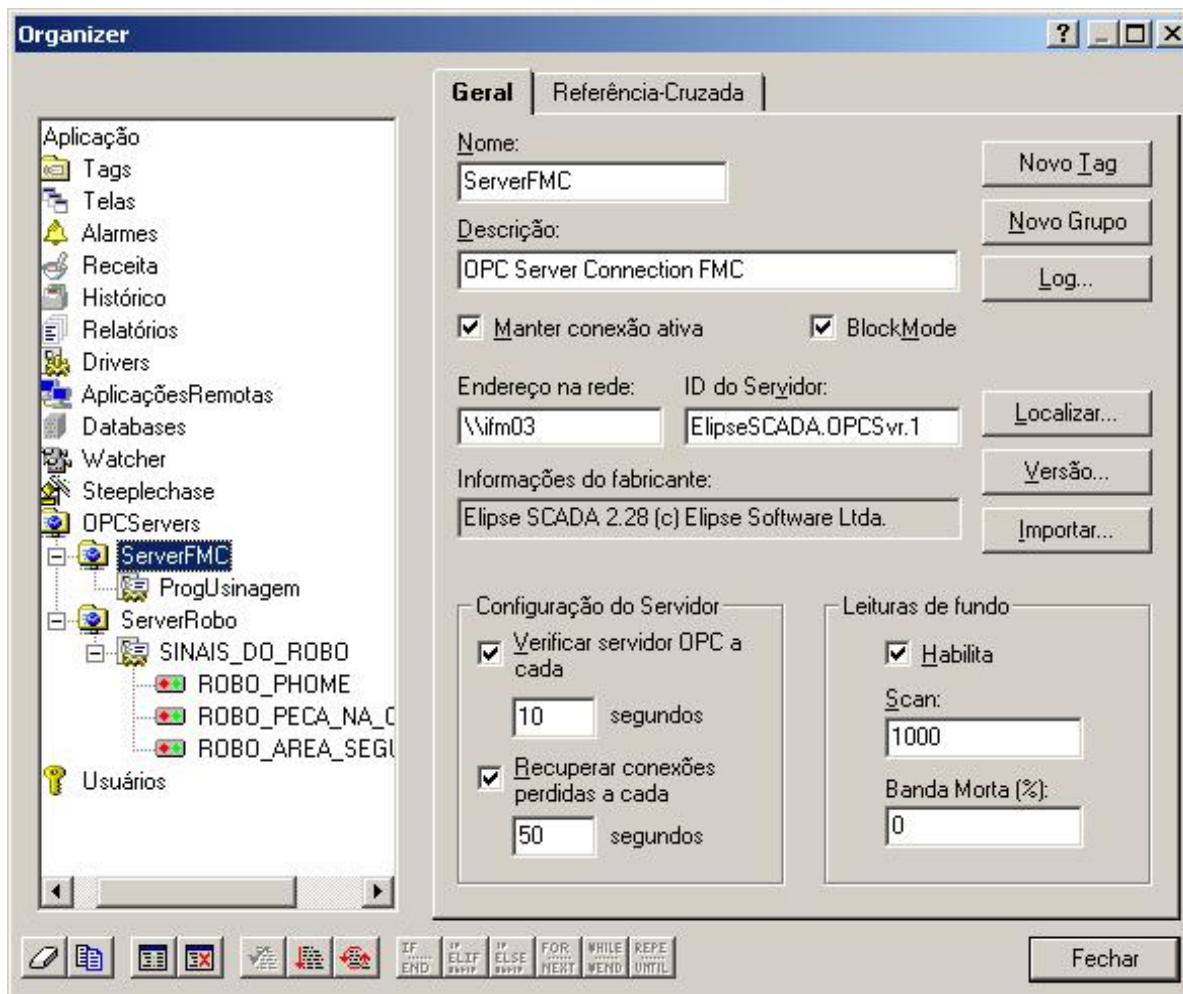 Organizer
Aplicação
Tags
Telas
Alarmes
Receita
Histórico
Relatórios
Drivers
AplicaçõesRemotas
Databases
Watcher
Steeplechase
OPCServers
ServerFMC
ProgUsinagem
ServerRobo
SINAIS_DO_ROBO
ROBO_PHOME
ROBO_PECA_NA_C
ROBO_AREA_SEGU
Usuários
Geral
Referência-Cruzada
Nome:
ServerFMC
Novo Tag
Novo Grupo
Descrição:
OPC Server Connection FMC
Log...
Manter conexão ativa
BlockMode
Endereço na rede:
ID do Servidor:
\\ifm03
ElipseSCADA.OPCSvr.1
Localizar...
Versão...
Informações do fabricante:
Elipse SCADA 2.28 (c) Elipse Software Ltda.
Importar...
Configuração do Servidor
Verificar servidor OPC a
cada
10 segundos
Recuperar conexões
perdidas a cada
50 segundos
Leituras de fundo
Habilita
Scan:
1000
Banda Morta (%):
0
IF
END
IF
ELIF
IF
ELSE
FOR
NEXT
WHILE
WEND
REPE
UNTIL
Fechar